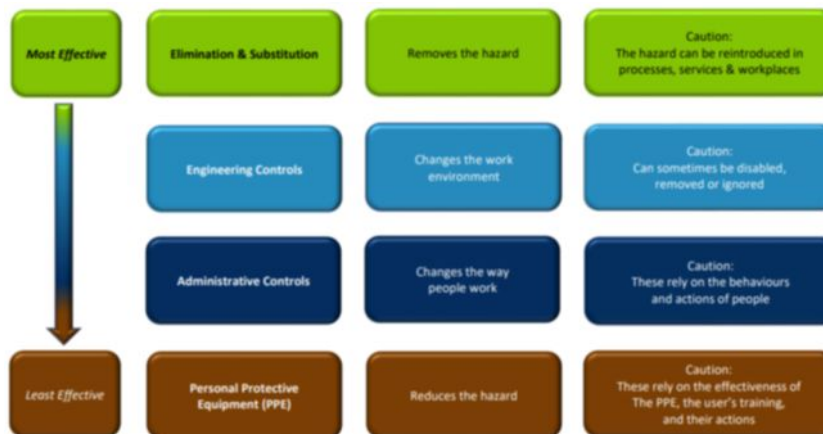 Most Effective
Elimination & Substitution
Removes the hazard
Caution:
The hazard can be reintroduced in
processes, services & workplaces
Engineering Controls
Changes the work
environment
Caution:
Can sometimes be disabled,
removed or ignored
Administrative Controls
Changes the way
people work
Caution:
These rely on the behaviours
and actions of people
Least Effective
Personal Protective
Equipment (PPE)
Reduces the hazard
Caution:
These rely on the effectiveness of
The PPE, the user's training,
and their actions